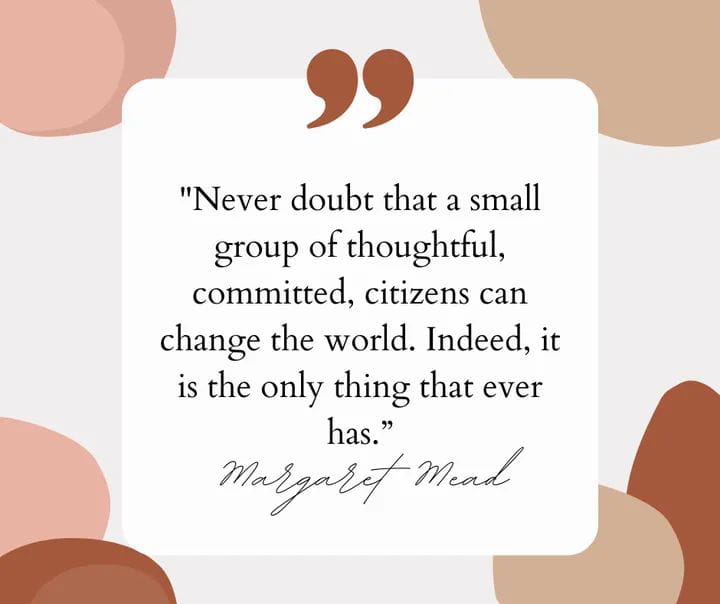 "Never doubt that a small
group of thoughtful,
committed, citizens can
change the world. Indeed, it
is the only thing that ever
has.”
Margaret Mead